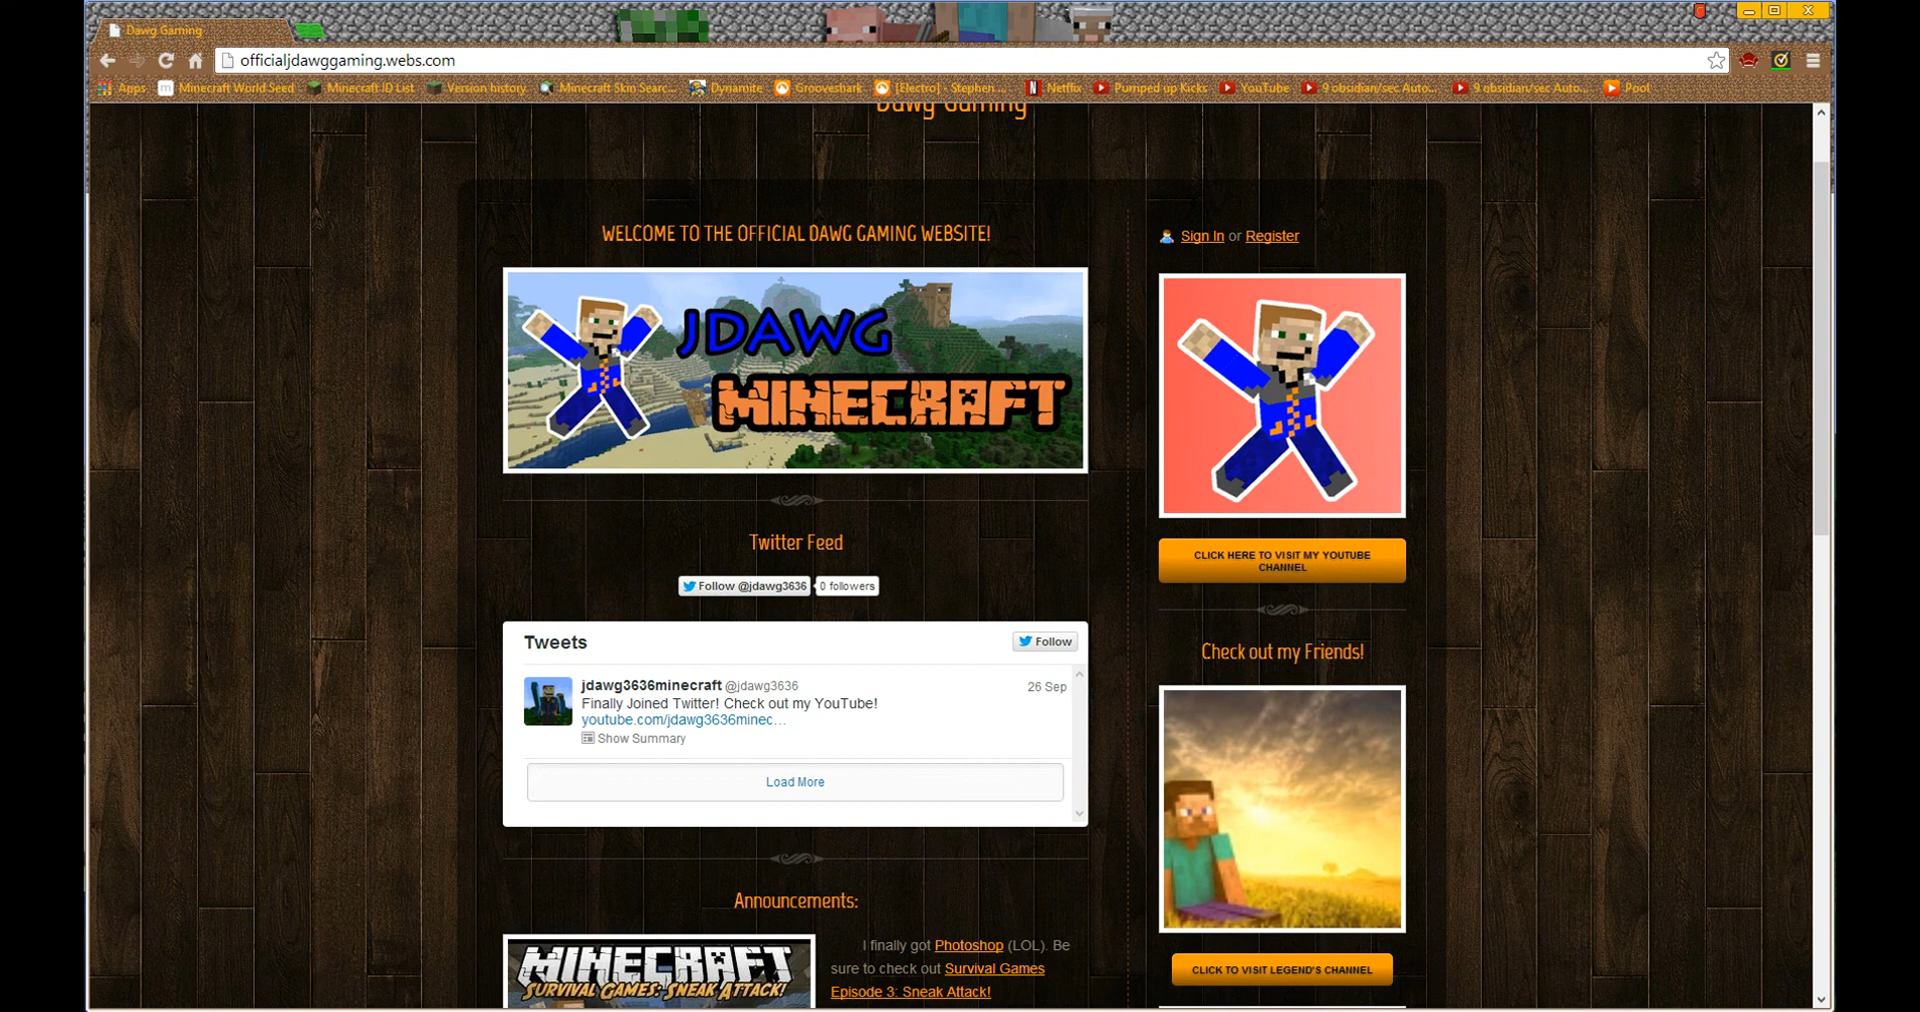 Dawg Gaming
officialjdawggaming.webs.com
Apps Minecraft World Seed Minecraft ID List Version history Minecraft Skin Searc... Dynamite Grooveshark [Electro] - Stephen ... Netflix Pumped up Kicks YouTube 9 obsidian/sec Auto... 9 obsidian/sec Auto... Pool
Dawg Gaming
WELCOME TO THE OFFICIAL DAWG GAMING WEBSITE!
Sign In or Register
JDAWG
MINECRAFT
CLICK HERE TO VISIT MY YOUTUBE
CHANNEL
Twitter Feed
Follow @jdawg3636 0 followers
Tweets
Follow
jdawg3636minecraft @jdawg3636 26 Sep
Finally Joined Twitter! Check out my YouTube!
youtube.com/jdawg3636minec...
Show Summary
Load More
Check out my Friends!
CLICK TO VISIT LEGEND'S CHANNEL
Announcements:
MINECRAFT
SURVIVAL GAMES: SNEAK ATTACK!
I finally got Photoshop (LOL). Be
sure to check out Survival Games
Episode 3: Sneak Attack!